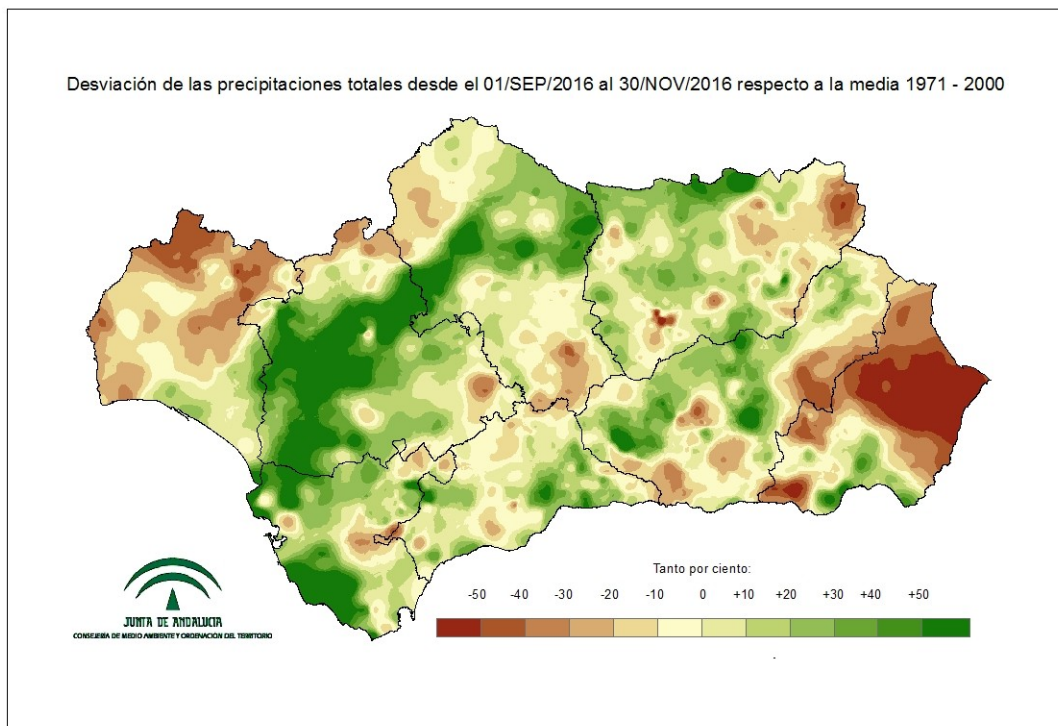 Desviación de las precipitaciones totales desde el 01/SEP/2016 al 30/NOV/2016 respecto a la media 1971 - 2000
Tanto por ciento:
-50 -40 -30 -20 -10 0 +10 +20 +30 +40 +50
JUNTA DE ANDALUCIA
CONSEJERÍA DE MEDIO AMBIENTE Y ORDENACIÓN DEL TERRITORIO